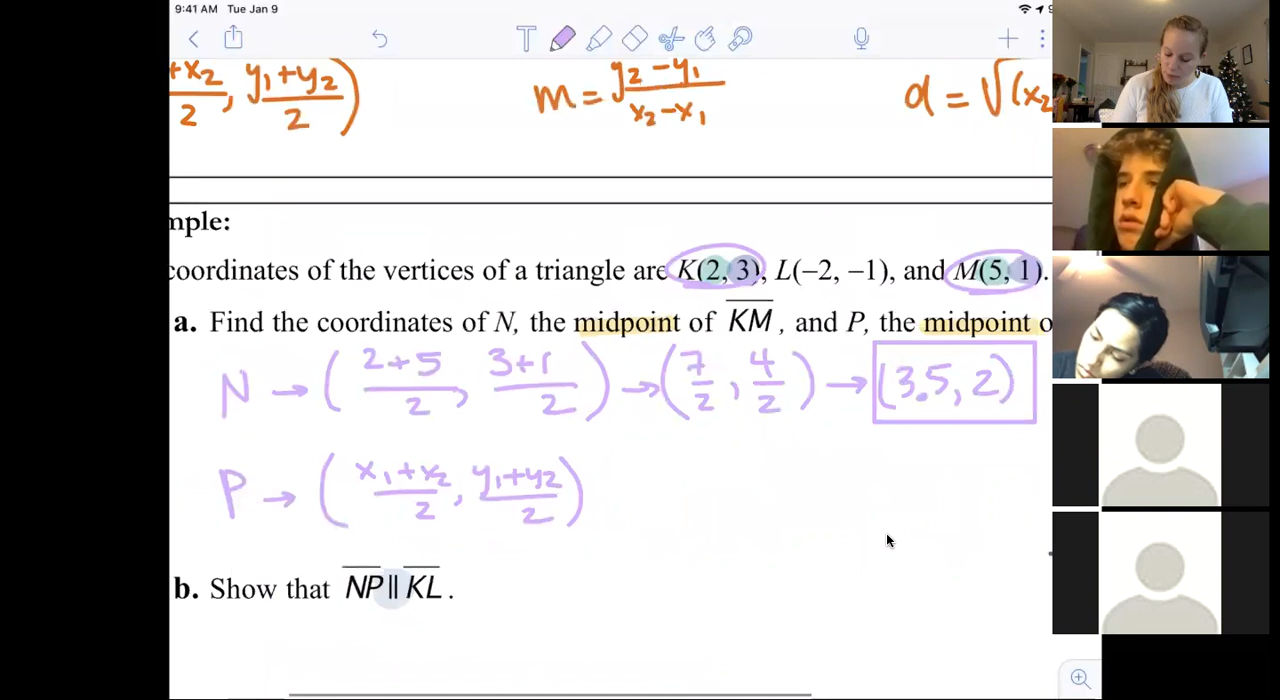 9:41 AM Tue Jan 9
+x₂/2, y₁+y₂/2) m = y₂-y₁/x₂-x₁ d = √(x₂
mple:
coordinates of the vertices of a triangle are K(2, 3), L(–2, –1), and M(5, 1).
a. Find the coordinates of N, the midpoint of K̅M̅, and P, the midpoint o
N → (2+5/2, 3+1/2) → (7/2, 4/2) → (3.5, 2)
P → (x₁+x₂/2, y₁+y₂/2)
b. Show that N̅P̅ || K̅L̅.